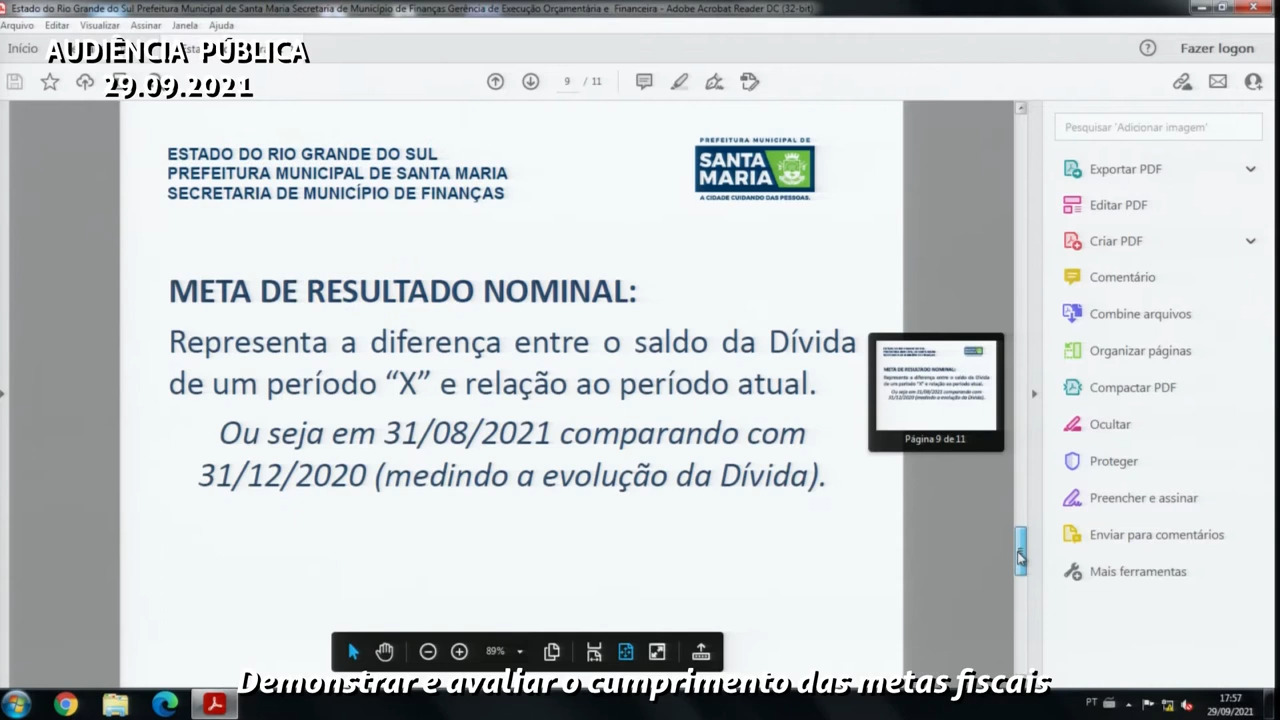 Estado do Rio Grande do Sul Prefeitura Municipal de Santa Maria Secretaria de Município de Finanças Gerência de Execução Orçamentária e Financeira - Adobe Acrobat Reader DC (32-bit)
Arquivo Editar Visualizar Assinar Janela Ajuda
Início
Fazer logon
AUDIÊNCIA PÚBLICA
29.09.2021
9 / 11
ESTADO DO RIO GRANDE DO SUL
PREFEITURA MUNICIPAL DE SANTA MARIA
SECRETARIA DE MUNICÍPIO DE FINANÇAS
PREFEITURA MUNICIPAL DE
SANTA
MARIA
A CIDADE CUIDANDO DAS PESSOAS.
META DE RESULTADO NOMINAL:
Representa a diferença entre o saldo da Dívida
de um período “X” e relação ao período atual.
Ou seja em 31/08/2021 comparando com
31/12/2020 (medindo a evolução da Dívida).
Página 9 de 11
Pesquisar 'Adicionar imagem'
Exportar PDF
Editar PDF
Criar PDF
Comentário
Combine arquivos
Organizar páginas
Compactar PDF
Ocultar
Proteger
Preencher e assinar
Enviar para comentários
Mais ferramentas
89%
Demonstrar e avaliar o cumprimento das metas fiscais
PT
17:57
29/09/2021